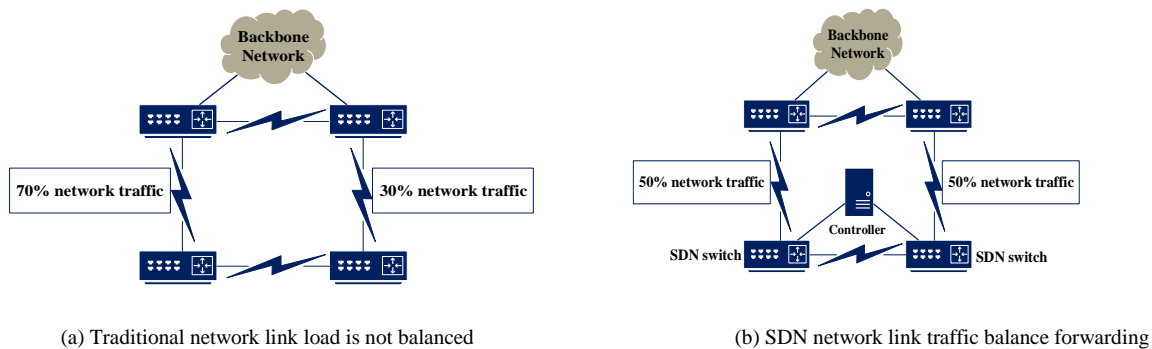 Backbone
Network
70% network traffic
30% network traffic
(a) Traditional network link load is not balanced
Backbone
Network
50% network traffic
50% network traffic
Controller
SDN switch
SDN switch
(b) SDN network link traffic balance forwarding